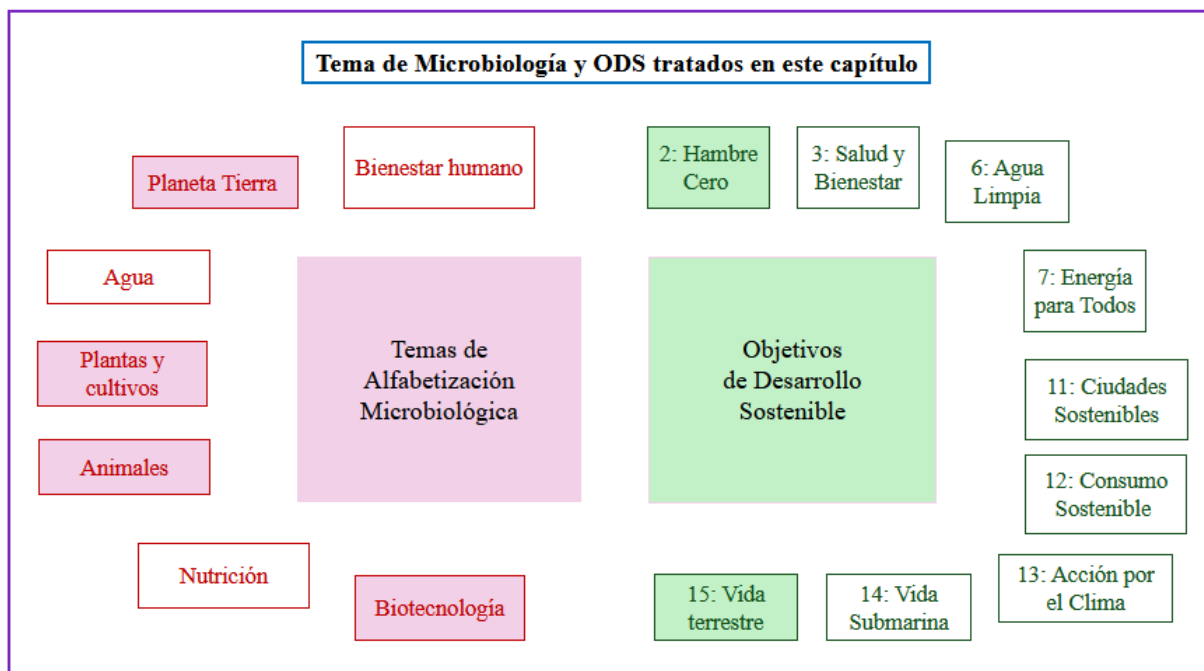 Tema de Microbiología y ODS tratados en este capítulo
Planeta Tierra
Bienestar humano
2: Hambre
Cero
3: Salud y
Bienestar
6: Agua
Limpia
Agua
7: Energía
para Todos
Plantas y
cultivos
Temas de
Alfabetización
Microbiológica
Objetivos
de Desarrollo
Sostenible
11: Ciudades
Sostenibles
Animales
12: Consumo
Sostenible
Nutrición
Biotecnología
15: Vida
terrestre
14: Vida
Submarina
13: Acción por
el Clima